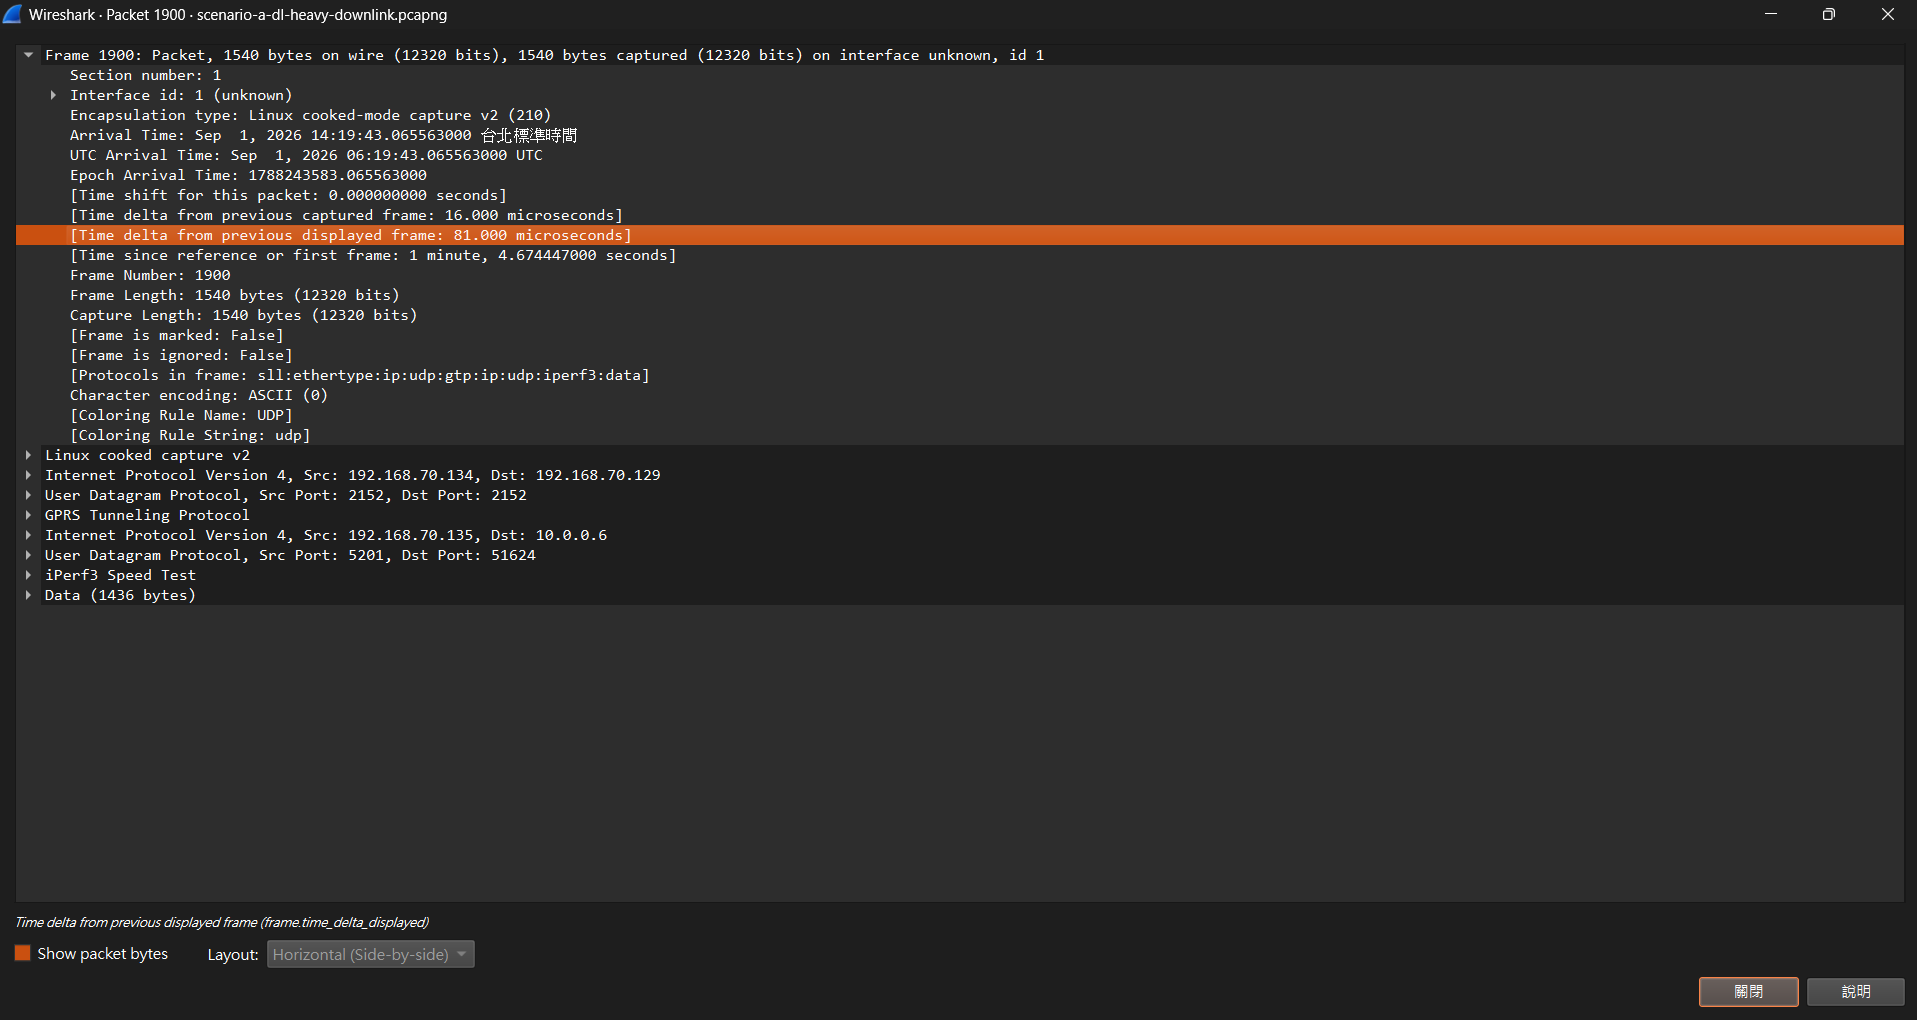 Wireshark · Packet 1900 · scenario-a-dl-heavy-downlink.pcapng
Frame 1900: Packet, 1540 bytes on wire (12320 bits), 1540 bytes captured (12320 bits) on interface unknown, id 1
Section number: 1
Interface id: 1 (unknown)
Encapsulation type: Linux cooked-mode capture v2 (210)
Arrival Time: Sep  1, 2026 14:19:43.065563000 台北標準時間
UTC Arrival Time: Sep  1, 2026 06:19:43.065563000 UTC
Epoch Arrival Time: 1788243583.065563000
[Time shift for this packet: 0.000000000 seconds]
[Time delta from previous captured frame: 16.000 microseconds]
[Time delta from previous displayed frame: 81.000 microseconds]
[Time since reference or first frame: 1 minute, 4.674447000 seconds]
Frame Number: 1900
Frame Length: 1540 bytes (12320 bits)
Capture Length: 1540 bytes (12320 bits)
[Frame is marked: False]
[Frame is ignored: False]
[Protocols in frame: sll:ethertype:ip:udp:gtp:ip:udp:iperf3:data]
Character encoding: ASCII (0)
[Coloring Rule Name: UDP]
[Coloring Rule String: udp]
Linux cooked capture v2
Internet Protocol Version 4, Src: 192.168.70.134, Dst: 192.168.70.129
User Datagram Protocol, Src Port: 2152, Dst Port: 2152
GPRS Tunneling Protocol
Internet Protocol Version 4, Src: 192.168.70.135, Dst: 10.0.0.6
User Datagram Protocol, Src Port: 5201, Dst Port: 51624
iPerf3 Speed Test
Data (1436 bytes)
Time delta from previous displayed frame (frame.time_delta_displayed)
Show packet bytes
Layout: Horizontal (Side-by-side)
關閉
說明